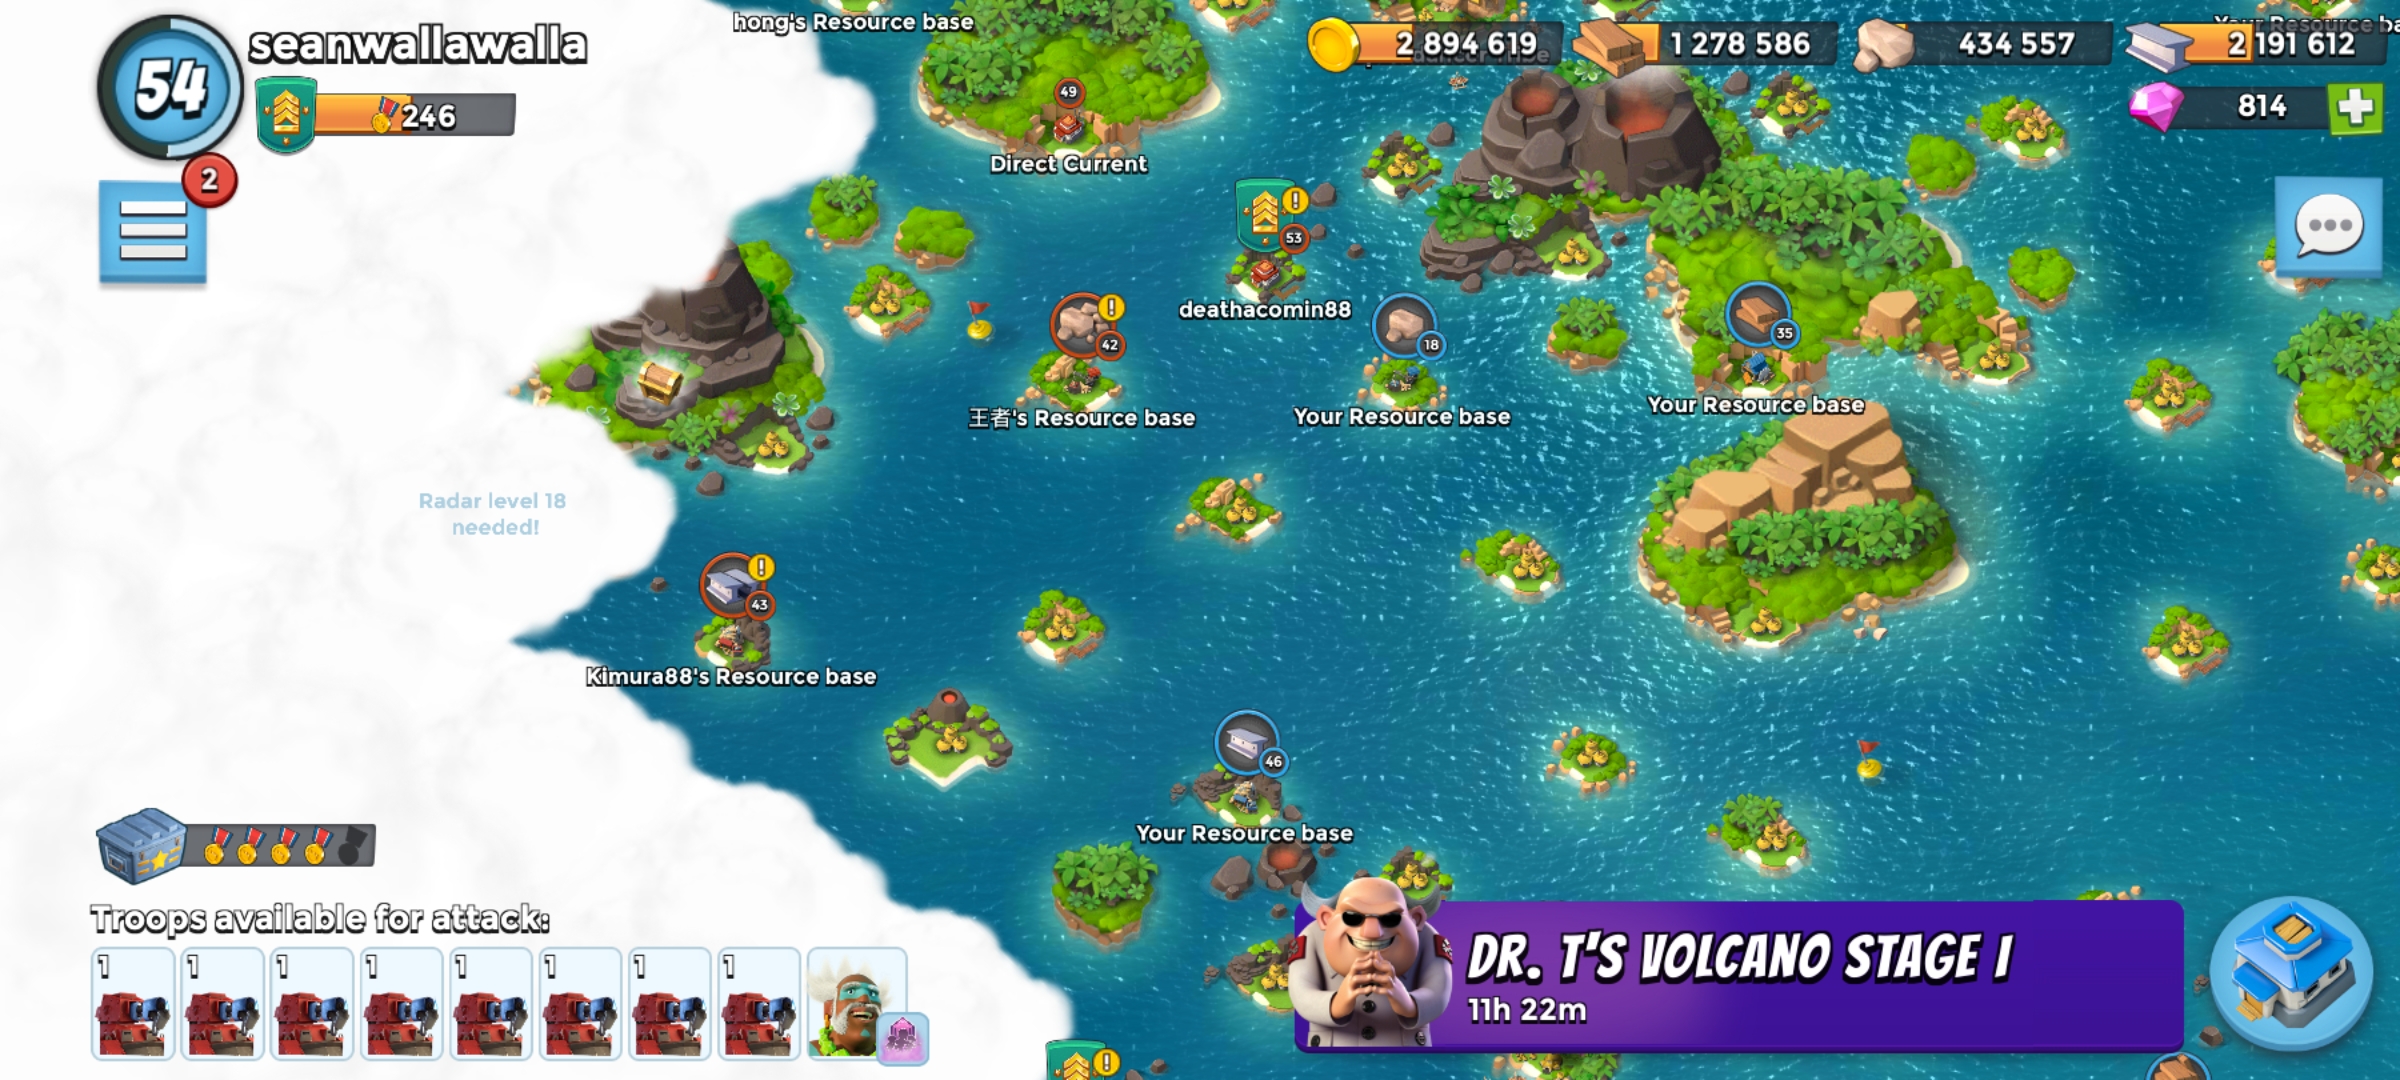 hong's Resource base
54
seanwallawalla
246
2
2 894 619
1 278 586
434 557
2 191 612
814
49
Direct Current
53
deathacomin88
42
王者's Resource base
18
Your Resource base
35
Your Resource base
Radar level 18
needed!
43
Kimura88's Resource base
46
Your Resource base
Troops available for attack:
1
1
1
1
1
1
1
1
DR. T'S VOLCANO STAGE I
11h 22m